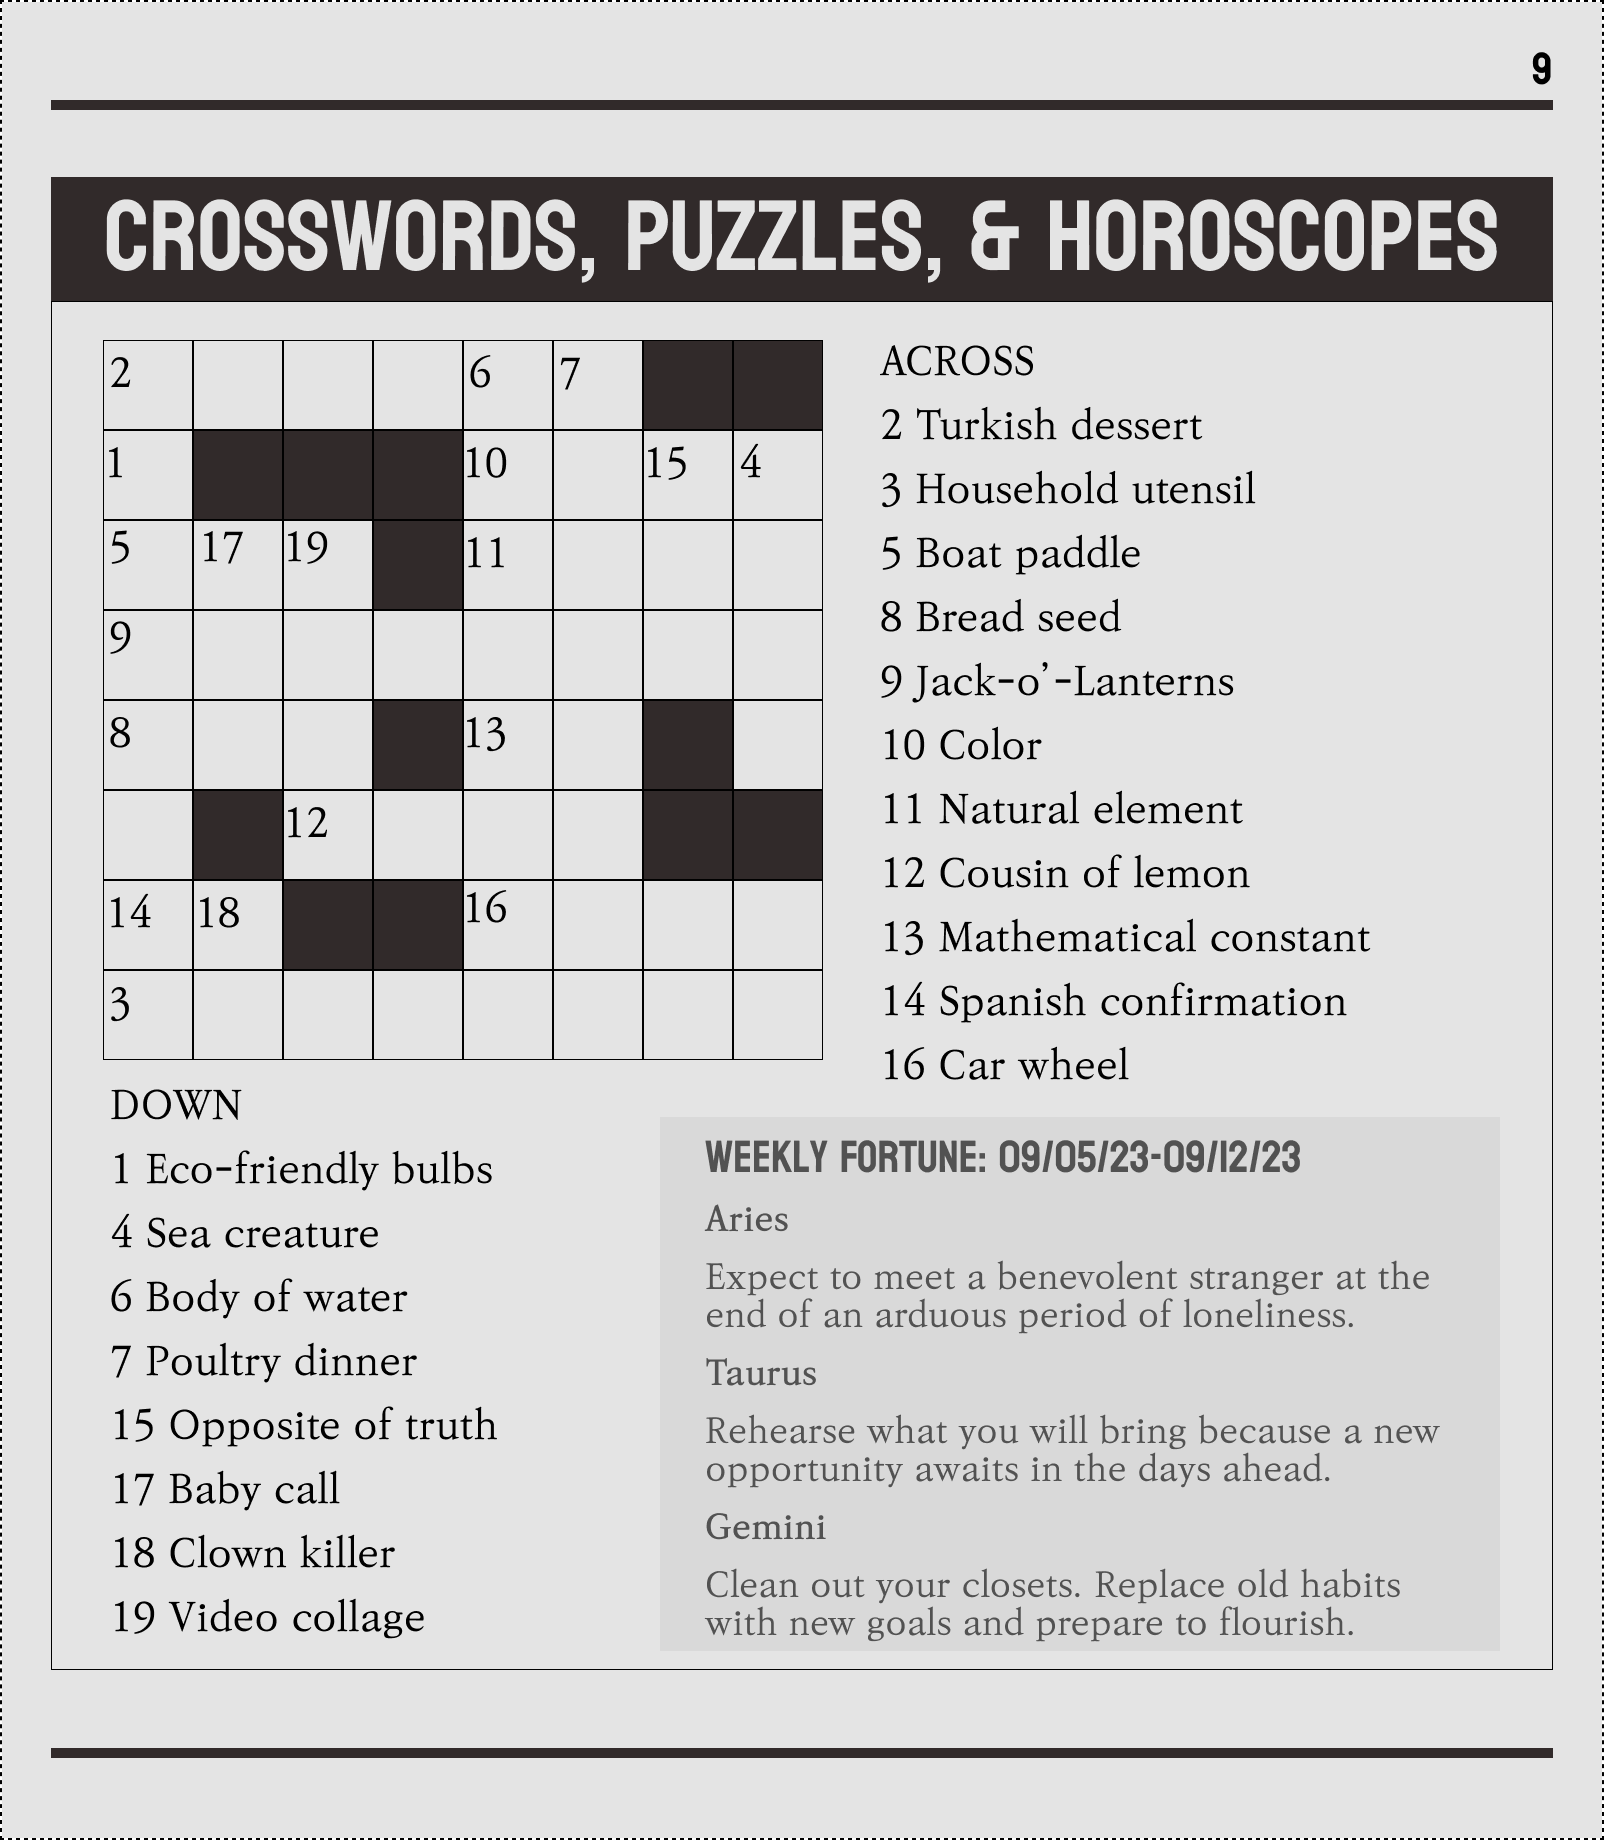 9
CROSSWORDS, PUZZLES, & HOROSCOPES
2 6 7
1 10 15 4
5 17 19 11
9
8 13
12
14 18 16
3
ACROSS
2 Turkish dessert
3 Household utensil
5 Boat paddle
8 Bread seed
9 Jack-o’-Lanterns
10 Color
11 Natural element
12 Cousin of lemon
13 Mathematical constant
14 Spanish confirmation
16 Car wheel
DOWN
1 Eco-friendly bulbs
4 Sea creature
6 Body of water
7 Poultry dinner
15 Opposite of truth
17 Baby call
18 Clown killer
19 Video collage
WEEKLY FORTUNE: 09/05/23-09/12/23
Aries
Expect to meet a benevolent stranger at the
end of an arduous period of loneliness.
Taurus
Rehearse what you will bring because a new
opportunity awaits in the days ahead.
Gemini
Clean out your closets. Replace old habits
with new goals and prepare to flourish.